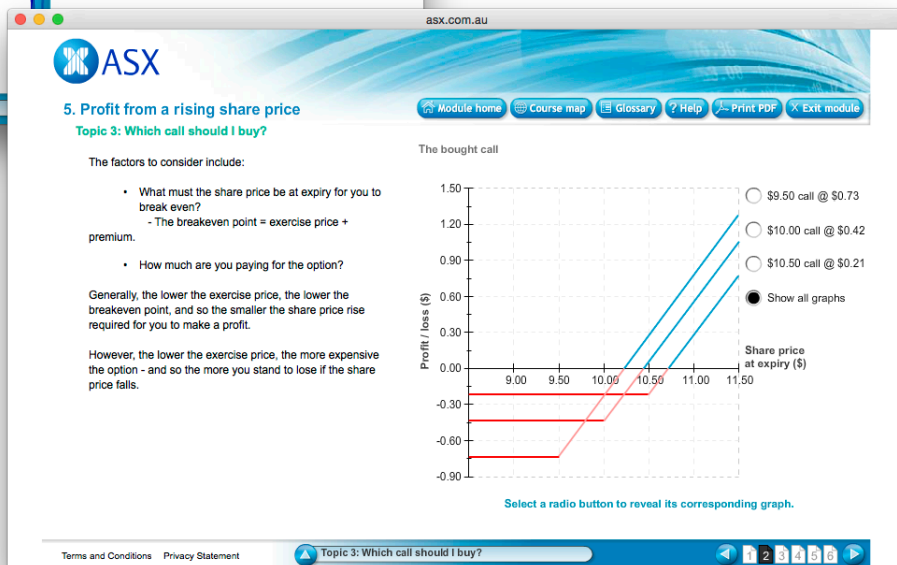 asx.com.au
ASX
5. Profit from a rising share price
Module home
Course map
Glossary
? Help
Print PDF
X Exit module
Topic 3: Which call should I buy?
The factors to consider include:
• What must the share price be at expiry for you to
break even?
- The breakeven point = exercise price +
premium.
• How much are you paying for the option?
Generally, the lower the exercise price, the lower the
breakeven point, and so the smaller the share price rise
required for you to make a profit.
However, the lower the exercise price, the more expensive
the option - and so the more you stand to lose if the share
price falls.
The bought call
1.50
1.20
0.90
0.60
0.30
0.00
-0.30
-0.60
-0.90
Profit / loss ($)
9.00 9.50 10.00 10.50 11.00 11.50
Share price
at expiry ($)
$9.50 call @ $0.73
$10.00 call @ $0.42
$10.50 call @ $0.21
Show all graphs
Select a radio button to reveal its corresponding graph.
Terms and Conditions Privacy Statement
Topic 3: Which call should I buy?
1 2 3 4 5 6